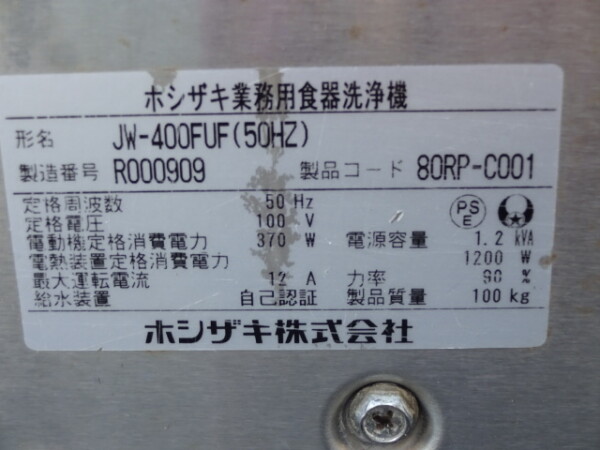 ホシザキ業務用食器洗浄機
形名 JW-400FUF(50HZ)
製造番号 R000909 製品コード 80RP-C001
定格周波数 50 Hz
定格電圧 100 V
電動機定格消費電力 370 W 電源容量 1.2 kVA
電熱装置定格消費電力 1200 W
最大運転電流 12 A 力率 98 %
給水装置 自己認証 製品質量 100 kg
PSE
ホシザキ株式会社